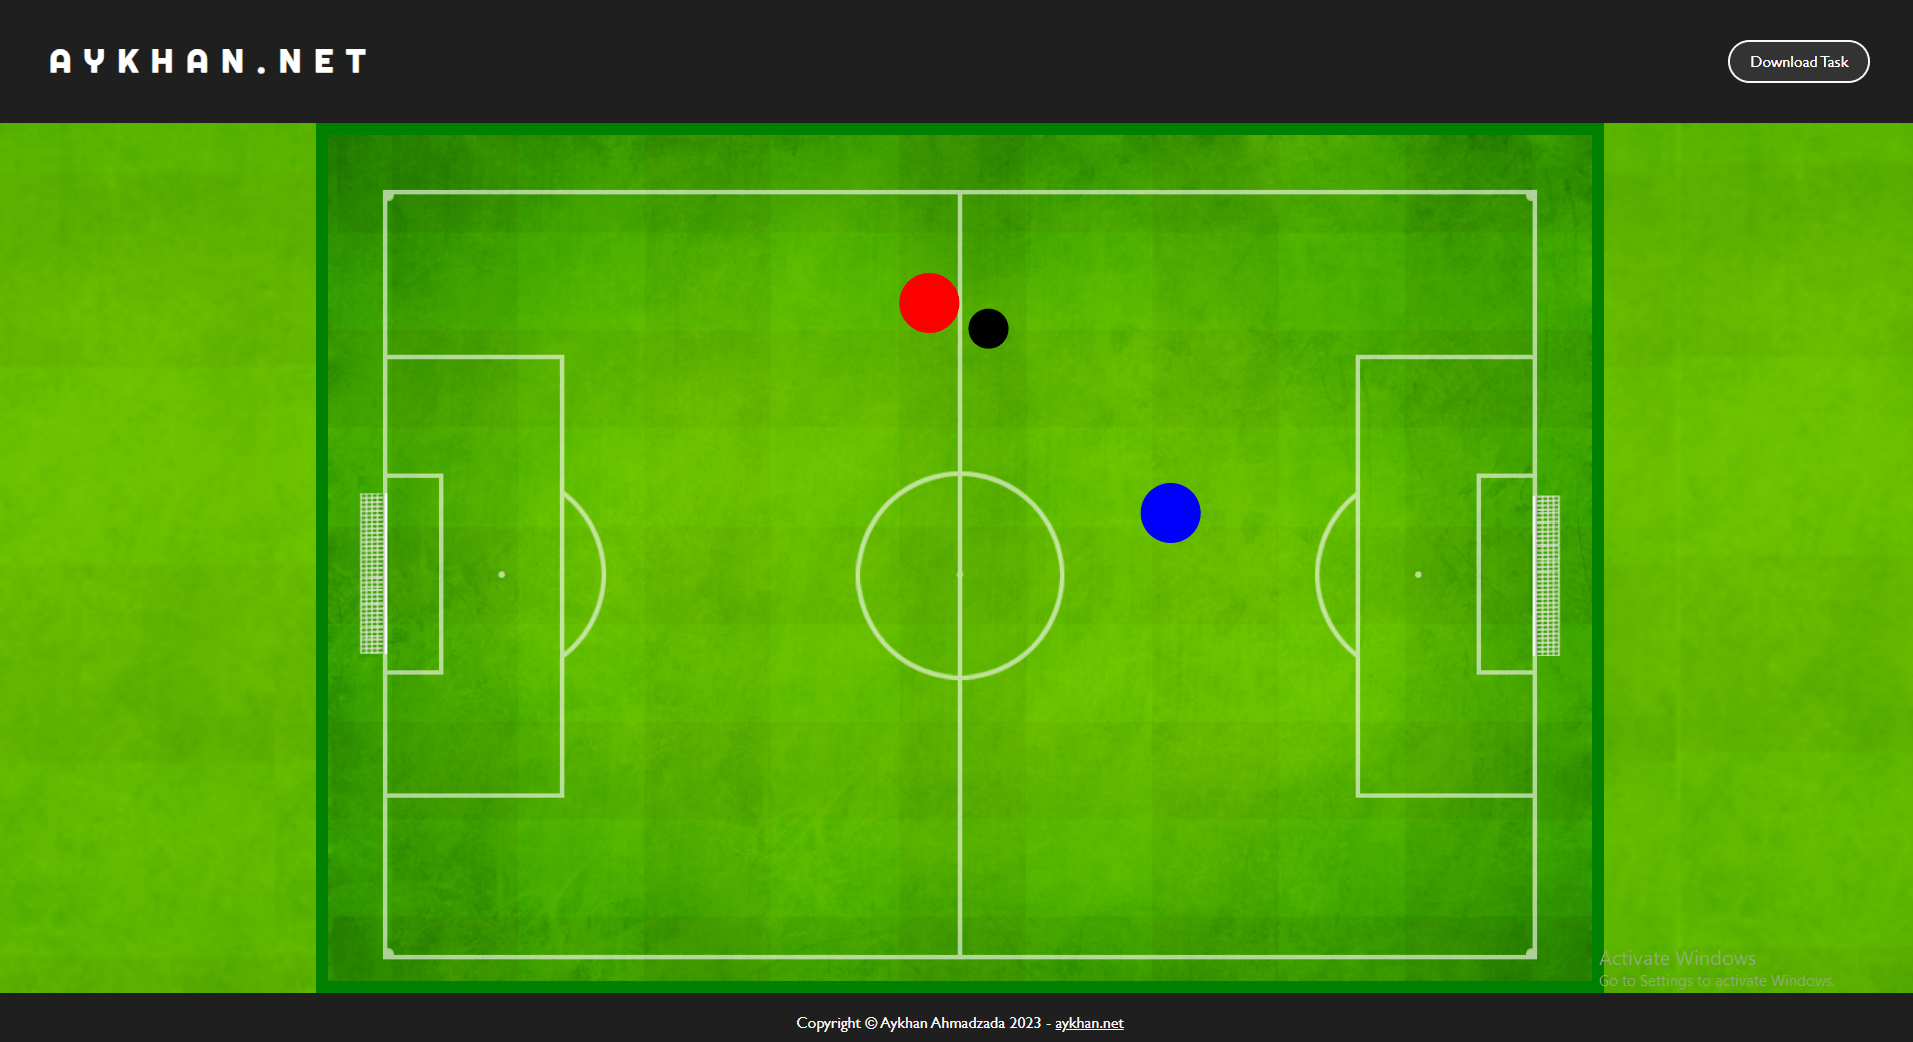 AYKHAN.NET
Download Task
Activate Windows
Go to Settings to activate Windows.
Copyright © Aykhan Ahmadzada 2023 - aykhan.net